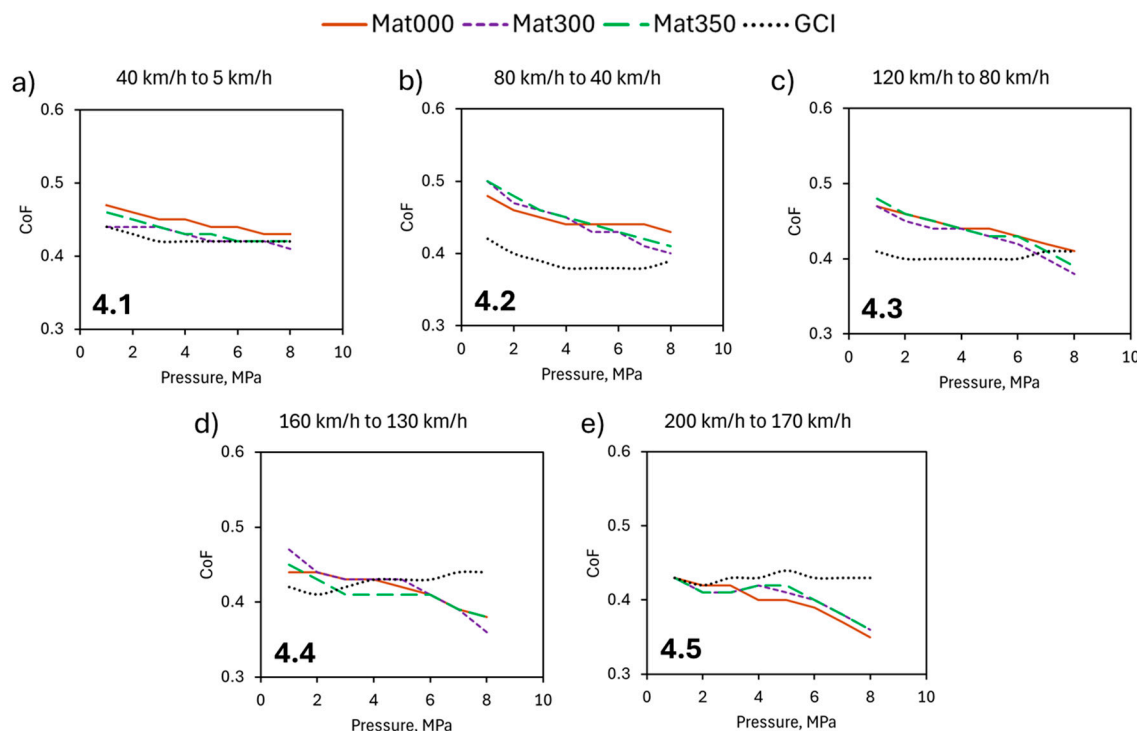 Mat000 Mat300 Mat350 GCI
a) 40 km/h to 5 km/h
0.6
0.5
0.4
0.3
CoF
4.1
0 2 4 6 8 10
Pressure, MPa
b) 80 km/h to 40 km/h
0.6
0.5
0.4
0.3
CoF
4.2
0 2 4 6 8 10
Pressure, MPa
c) 120 km/h to 80 km/h
0.6
0.5
0.4
0.3
CoF
4.3
0 2 4 6 8 10
Pressure, MPa
d) 160 km/h to 130 km/h
0.6
0.5
0.4
0.3
CoF
4.4
0 2 4 6 8 10
Pressure, MPa
e) 200 km/h to 170 km/h
0.6
0.5
0.4
0.3
CoF
4.5
0 2 4 6 8 10
Pressure, MPa